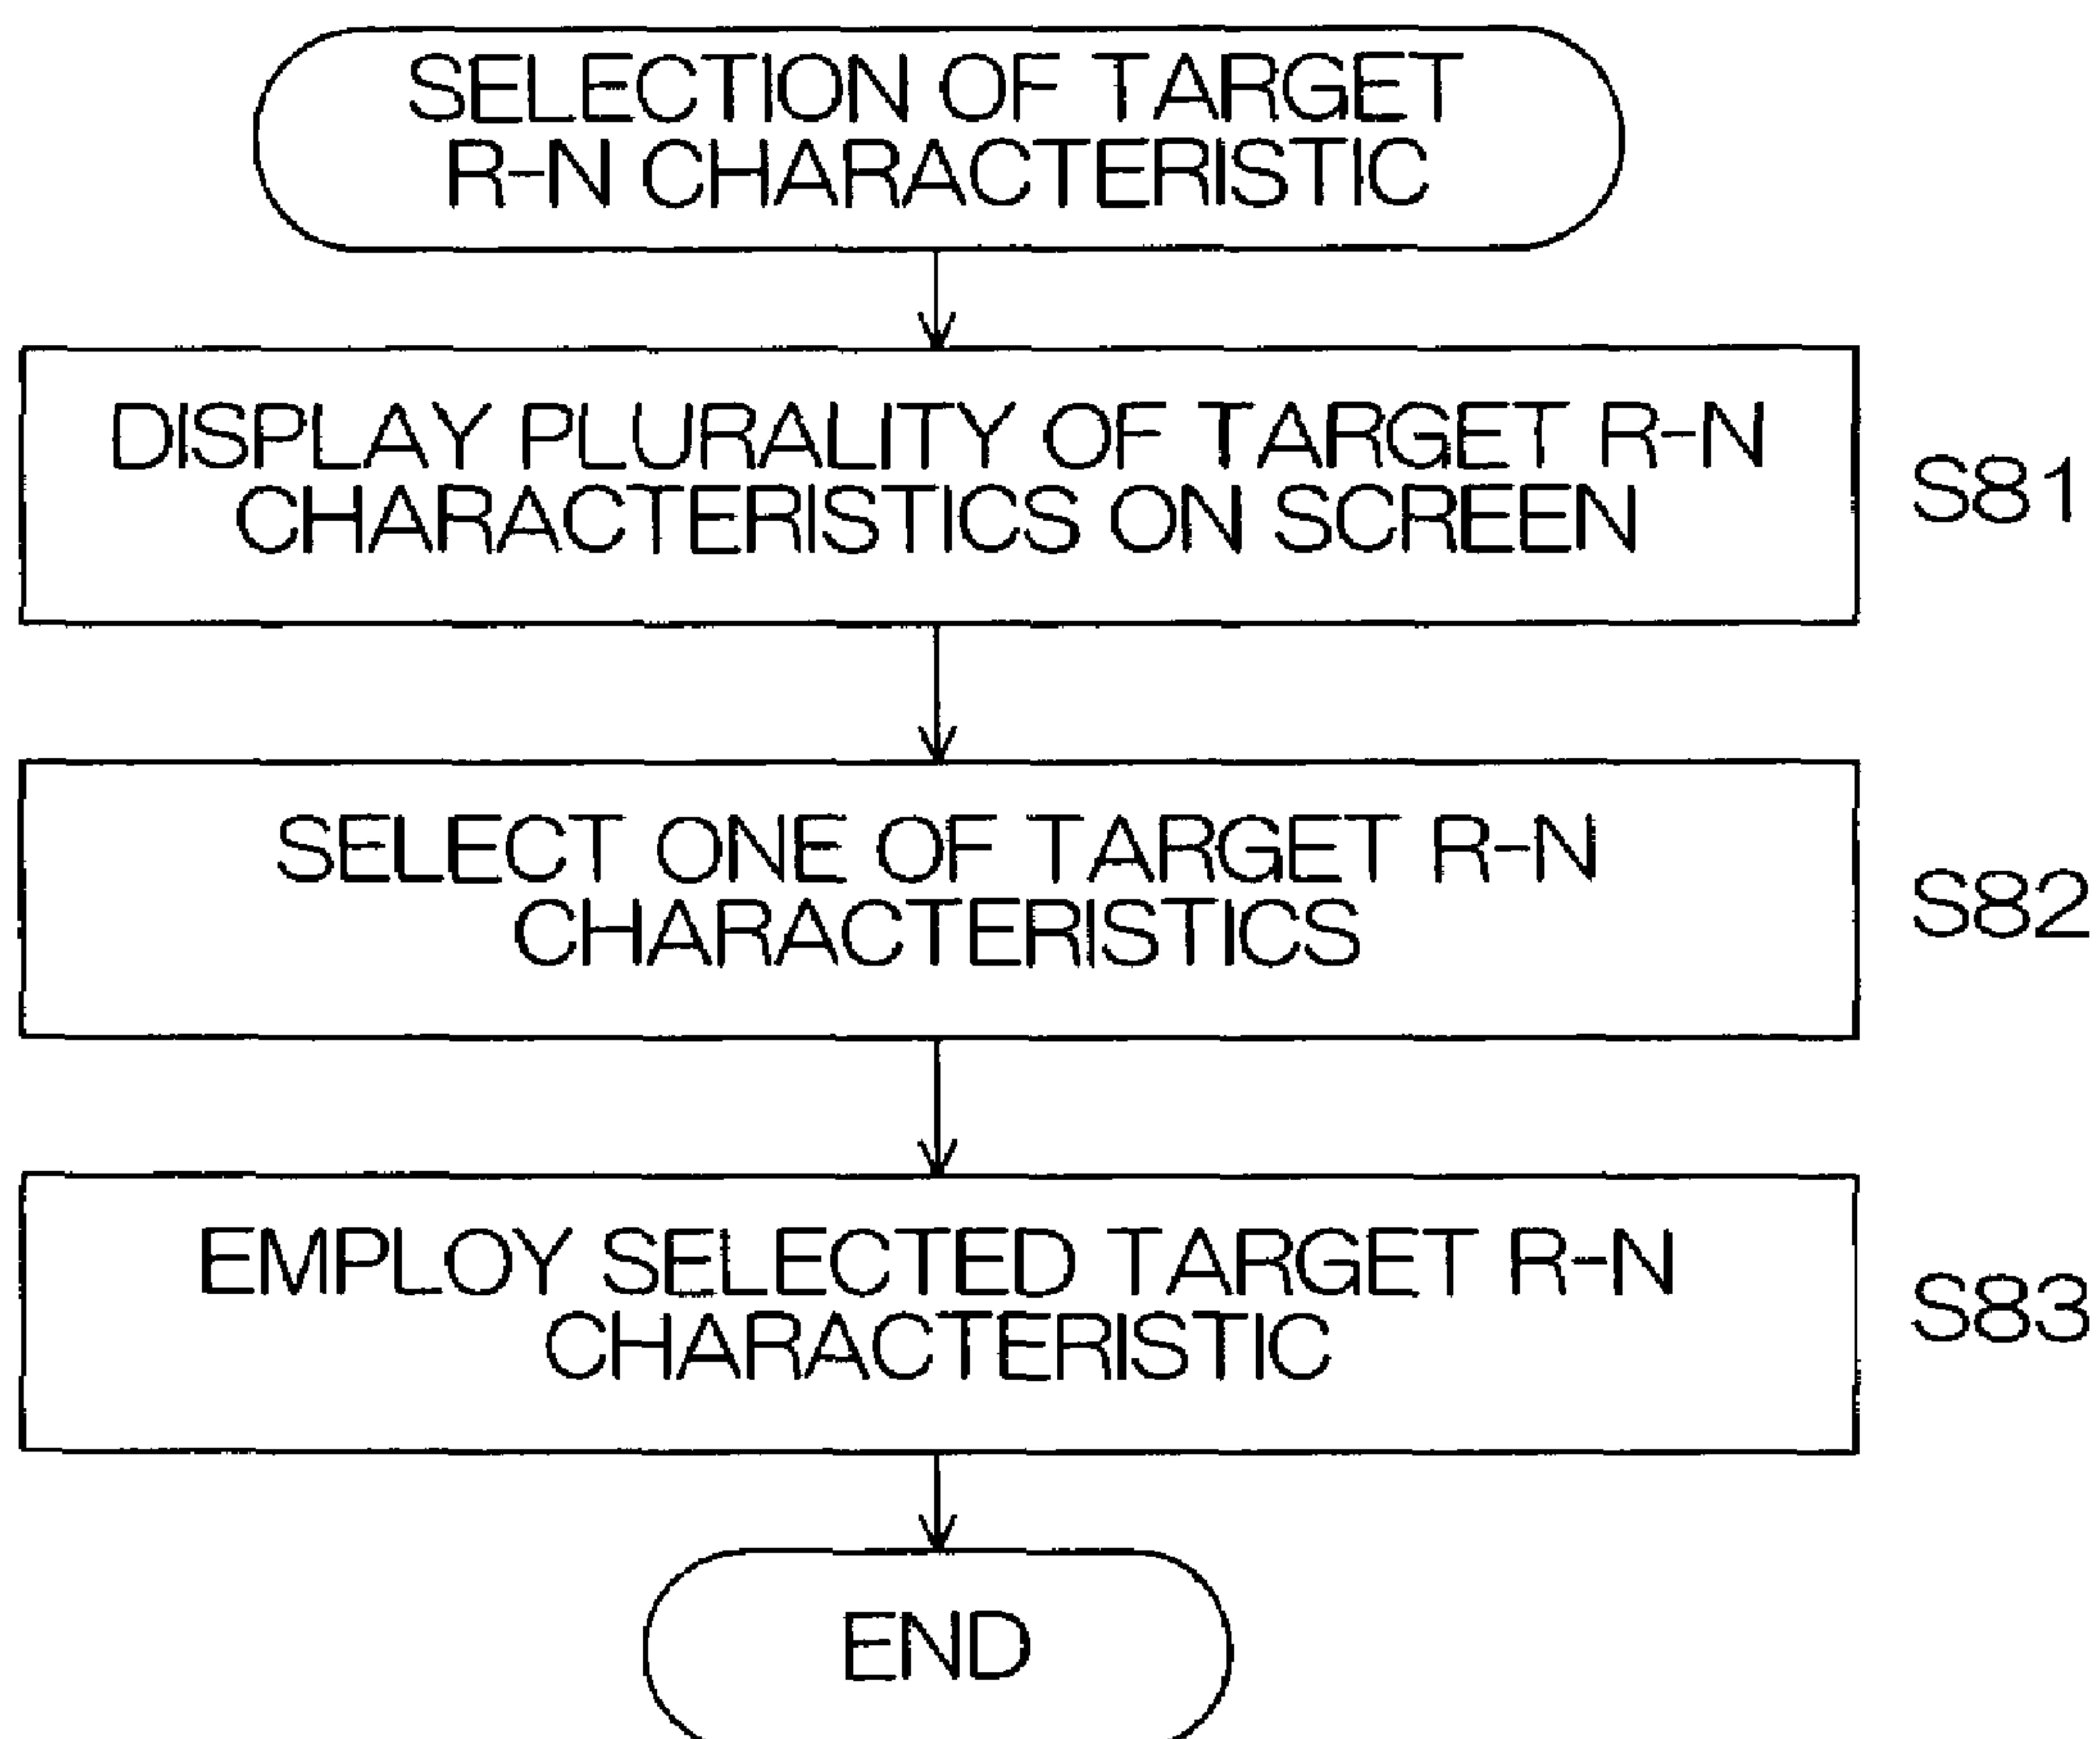 SELECTION OF TARGET
R-N CHARACTERISTIC
DISPLAY PLURALITY OF TARGET R-N
CHARACTERISTICS ON SCREEN
S81
SELECT ONE OF TARGET R-N
CHARACTERISTICS
S82
EMPLOY SELECTED TARGET R-N
CHARACTERISTIC
S83
END